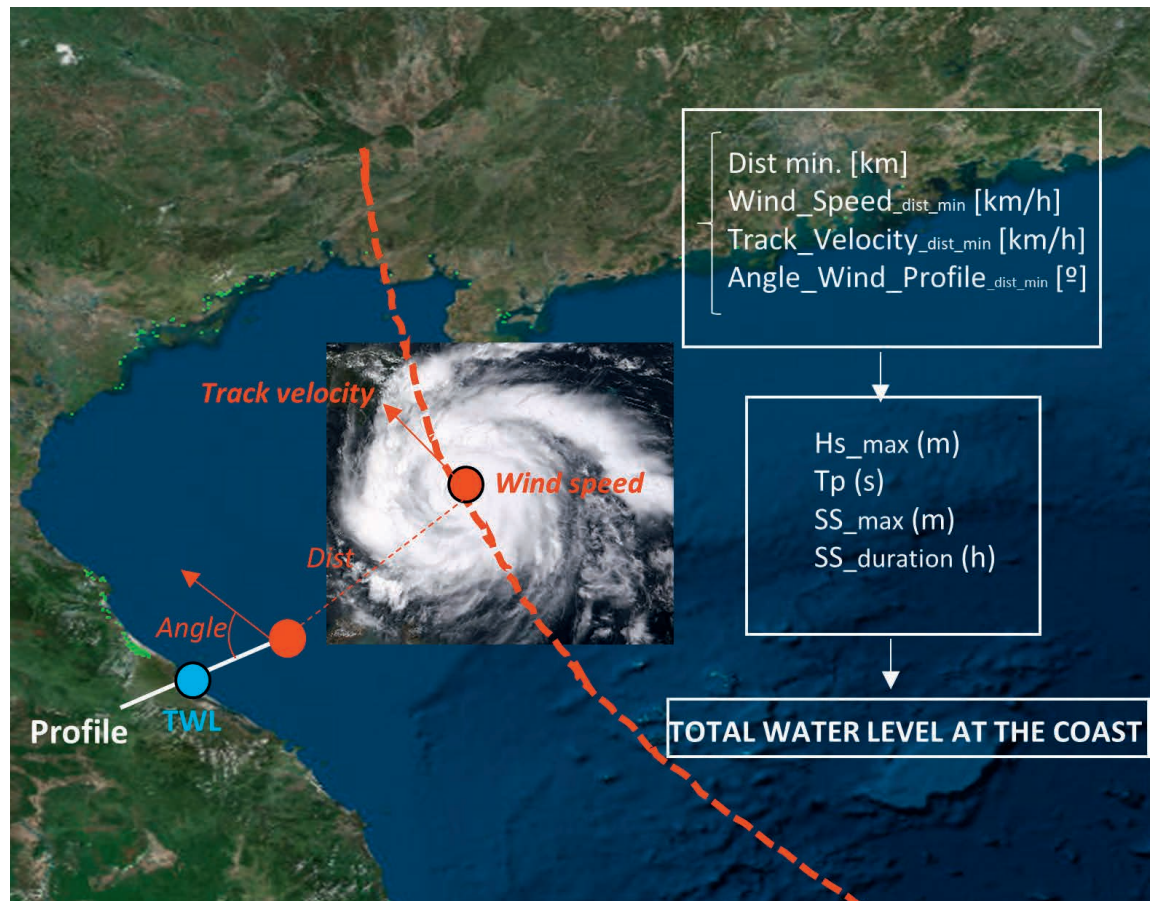 Dist min. [km]
Wind_Speed_dist_min [km/h]
Track_Velocity_dist_min [km/h]
Angle_Wind_Profile_dist_min [º]
Track velocity
Wind speed
Hs_max (m)
Tp (s)
SS_max (m)
SS_duration (h)
Dist
Angle
Profile
TWL
TOTAL WATER LEVEL AT THE COAST